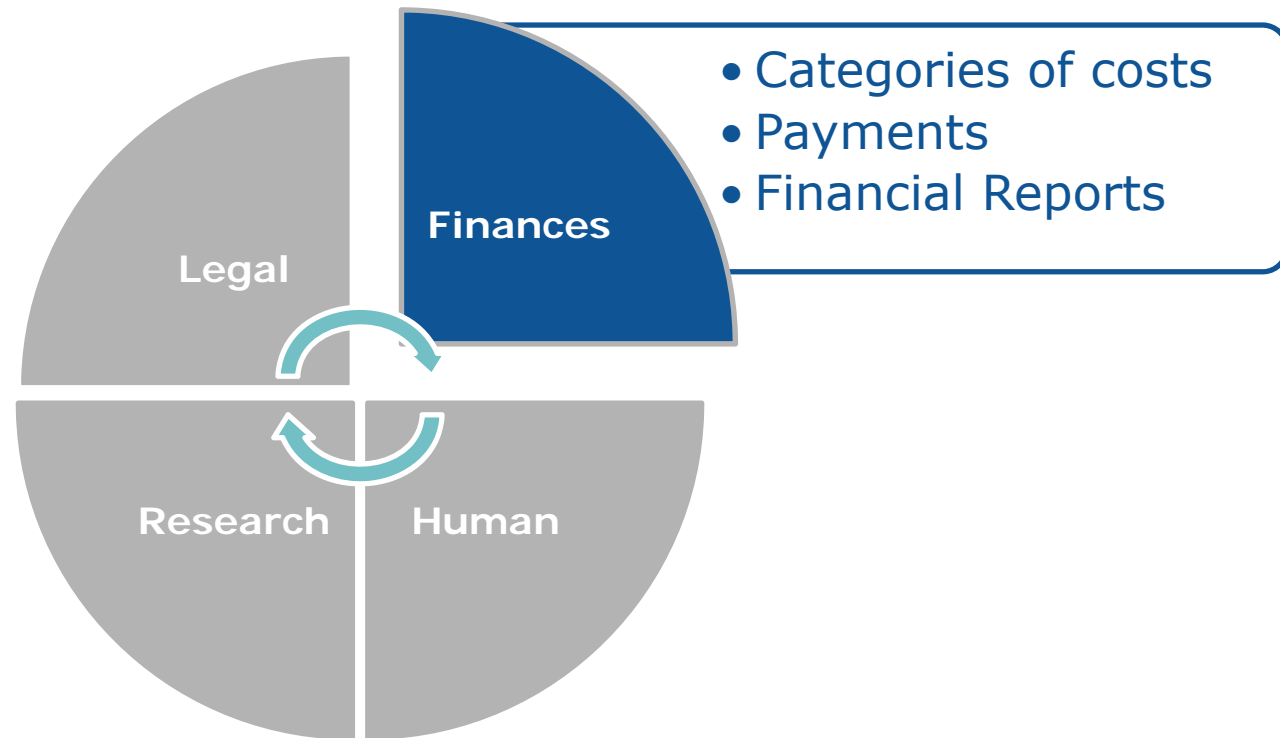 • Categories of costs
• Payments
• Financial Reports
Finances
Legal
Research
Human